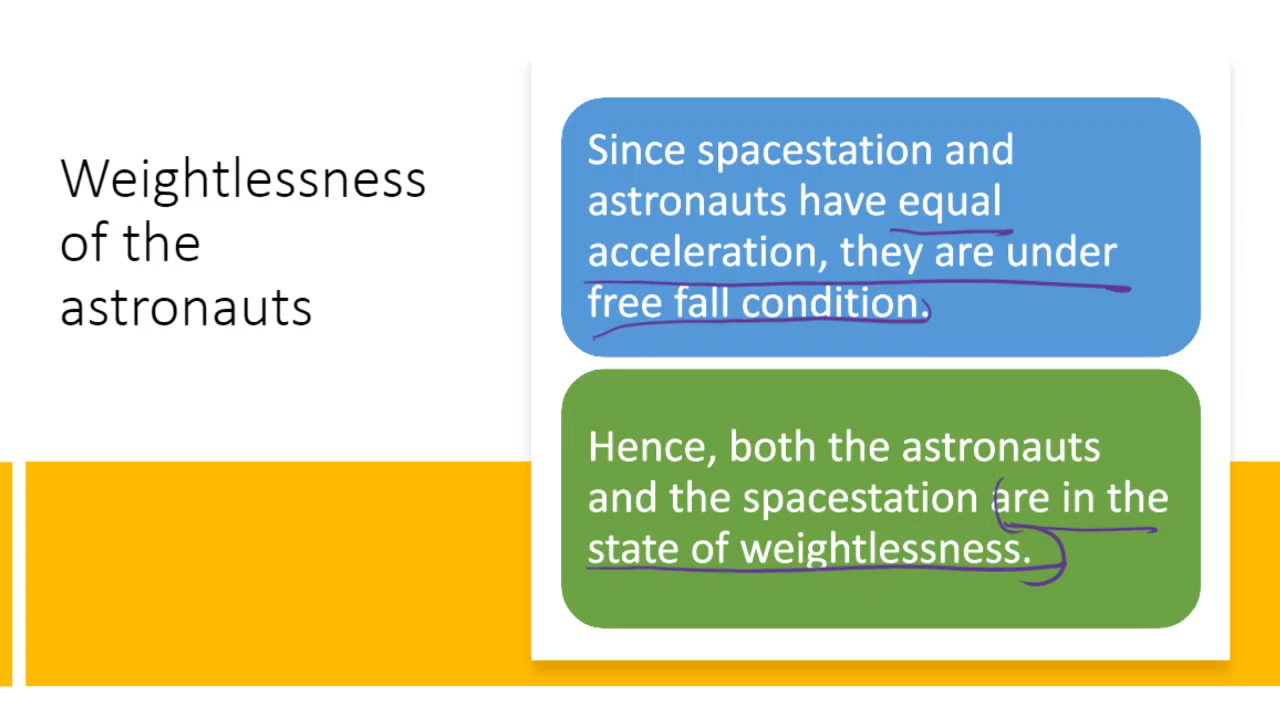 Weightlessness
of the
astronauts
Since spacestation and
astronauts have equal
acceleration, they are under
free fall condition.
Hence, both the astronauts
and the spacestation are in the
state of weightlessness.